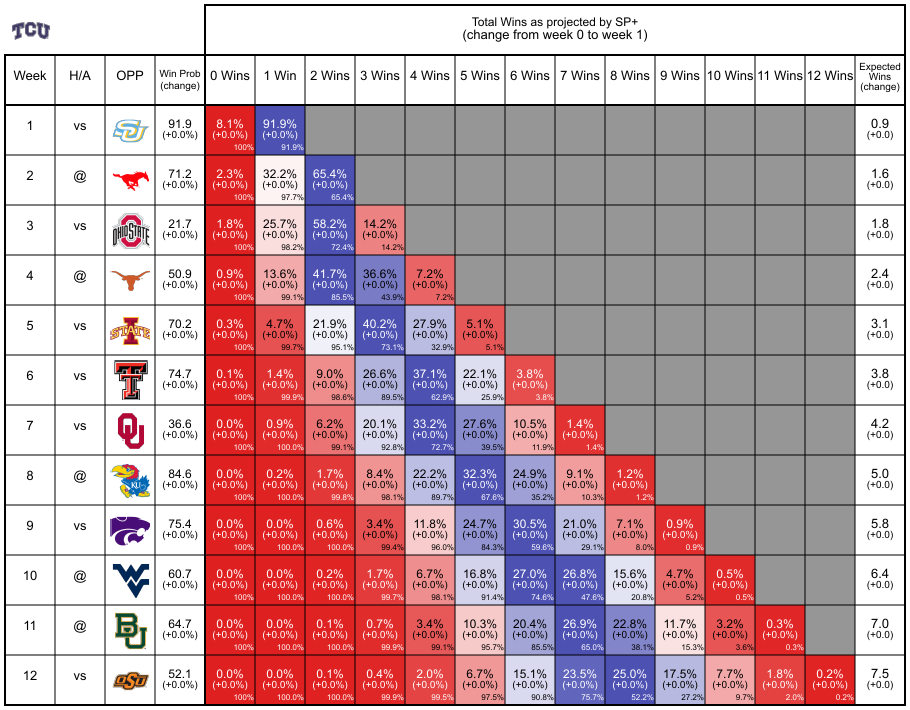 TCU
Total Wins as projected by SP+
(change from week 0 to week 1)
Week H/A OPP Win Prob (change) 0 Wins 1 Win 2 Wins 3 Wins 4 Wins 5 Wins 6 Wins 7 Wins 8 Wins 9 Wins 10 Wins 11 Wins 12 Wins Expected Wins (change)
1 vs SU 91.9 8.1% 91.9% 0.9
(+0.0%) (+0.0%) (+0.0%) (+0.0)
100% 91.9%
2 @ 71.2 2.3% 32.2% 65.4% 1.6
(+0.0%) (+0.0%) (+0.0%) (+0.0%) (+0.0)
100% 97.7% 65.4%
3 vs OHIO STATE 21.7 1.8% 25.7% 58.2% 14.2% 1.8
(+0.0%) (+0.0%) (+0.0%) (+0.0%) (+0.0%) (+0.0)
100% 98.2% 72.4% 14.2%
4 @ 50.9 0.9% 13.6% 41.7% 36.6% 7.2% 2.4
(+0.0%) (+0.0%) (+0.0%) (+0.0%) (+0.0%) (+0.0%) (+0.0)
100% 99.1% 85.5% 43.9% 7.2%
5 vs I STATE 70.2 0.3% 4.7% 21.9% 40.2% 27.9% 5.1% 3.1
(+0.0%) (+0.0%) (+0.0%) (+0.0%) (+0.0%) (+0.0%) (+0.0%) (+0.0)
100% 99.7% 95.1% 73.1% 32.9% 5.1%
6 vs TT 74.7 0.1% 1.4% 9.0% 26.6% 37.1% 22.1% 3.8% 3.8
(+0.0%) (+0.0%) (+0.0%) (+0.0%) (+0.0%) (+0.0%) (+0.0%) (+0.0%) (+0.0)
100% 99.9% 98.6% 89.5% 62.9% 25.9% 3.8%
7 vs OU 36.6 0.0% 0.9% 6.2% 20.1% 33.2% 27.6% 10.5% 1.4% 4.2
(+0.0%) (+0.0%) (+0.0%) (+0.0%) (+0.0%) (+0.0%) (+0.0%) (+0.0%) (+0.0%) (+0.0)
100% 100.0% 99.1% 92.8% 72.7% 39.5% 11.9% 1.4%
8 @ KU 84.6 0.0% 0.2% 1.7% 8.4% 22.2% 32.3% 24.9% 9.1% 1.2% 5.0
(+0.0%) (+0.0%) (+0.0%) (+0.0%) (+0.0%) (+0.0%) (+0.0%) (+0.0%) (+0.0%) (+0.0%) (+0.0)
100% 100.0% 99.8% 98.1% 89.7% 67.6% 35.2% 10.3% 1.2%
9 vs 75.4 0.0% 0.0% 0.6% 3.4% 11.8% 24.7% 30.5% 21.0% 7.1% 0.9% 5.8
(+0.0%) (+0.0%) (+0.0%) (+0.0%) (+0.0%) (+0.0%) (+0.0%) (+0.0%) (+0.0%) (+0.0%) (+0.0%) (+0.0)
100% 100.0% 100.0% 99.4% 96.0% 84.3% 59.6% 29.1% 8.0% 0.9%
10 @ WV 60.7 0.0% 0.0% 0.2% 1.7% 6.7% 16.8% 27.0% 26.8% 15.6% 4.7% 0.5% 6.4
(+0.0%) (+0.0%) (+0.0%) (+0.0%) (+0.0%) (+0.0%) (+0.0%) (+0.0%) (+0.0%) (+0.0%) (+0.0%) (+0.0%) (+0.0)
100% 100.0% 100.0% 99.7% 98.1% 91.4% 74.6% 47.6% 20.8% 5.2% 0.5%
11 @ BU 64.7 0.0% 0.0% 0.1% 0.7% 3.4% 10.3% 20.4% 26.9% 22.8% 11.7% 3.2% 0.3% 7.0
(+0.0%) (+0.0%) (+0.0%) (+0.0%) (+0.0%) (+0.0%) (+0.0%) (+0.0%) (+0.0%) (+0.0%) (+0.0%) (+0.0%) (+0.0%) (+0.0)
100% 100.0% 100.0% 99.9% 99.1% 95.7% 85.5% 65.0% 38.1% 15.3% 3.6% 0.3%
12 vs OSU 52.1 0.0% 0.0% 0.1% 0.4% 2.0% 6.7% 15.1% 23.5% 25.0% 17.5% 7.7% 1.8% 0.2% 7.5
(+0.0%) (+0.0%) (+0.0%) (+0.0%) (+0.0%) (+0.0%) (+0.0%) (+0.0%) (+0.0%) (+0.0%) (+0.0%) (+0.0%) (+0.0%) (+0.0%) (+0.0)
100% 100.0% 100.0% 99.9% 99.5% 97.5% 90.8% 75.7% 52.2% 27.2% 9.7% 2.0% 0.2%